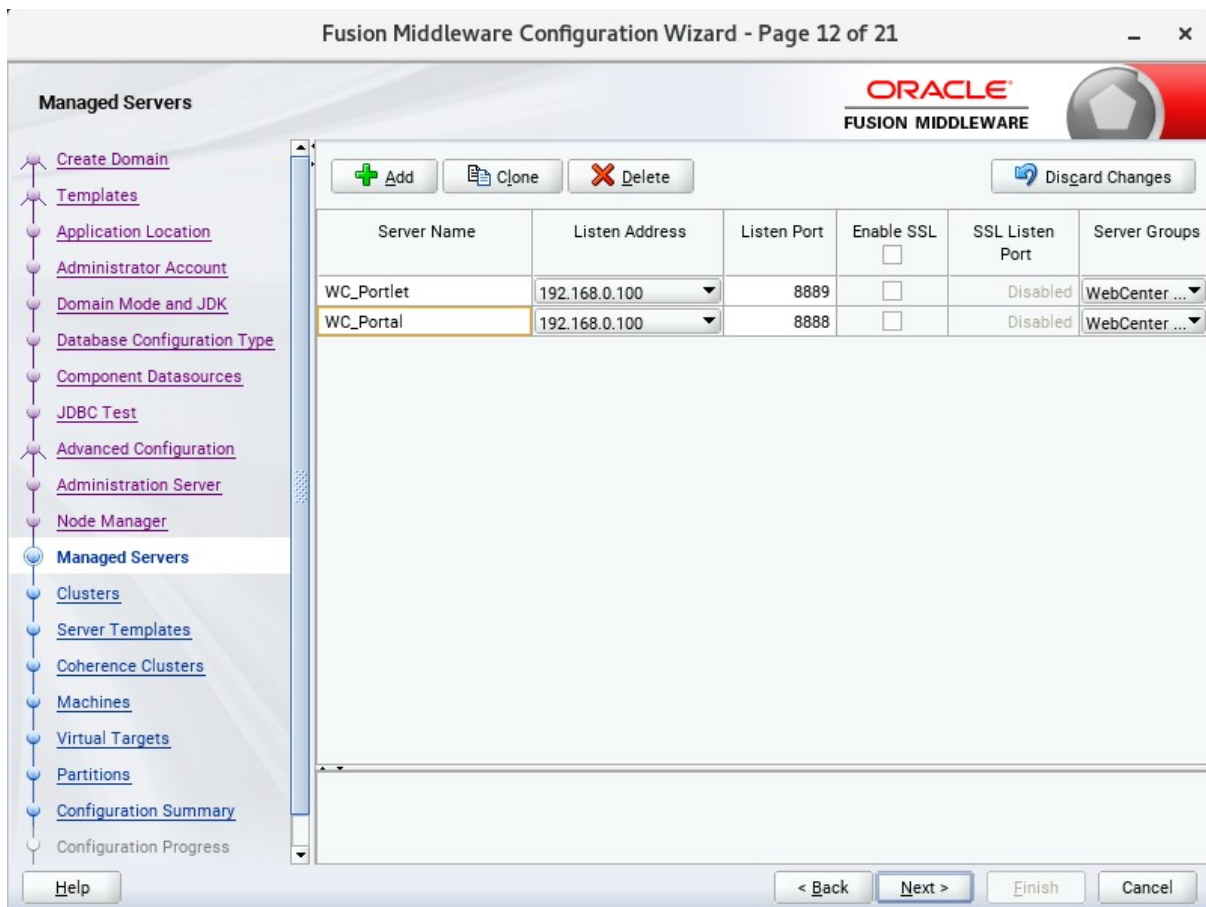 Fusion Middleware Configuration Wizard - Page 12 of 21
Managed Servers
ORACLE
FUSION MIDDLEWARE
Create Domain
Templates
Application Location
Administrator Account
Domain Mode and JDK
Database Configuration Type
Component Datasources
JDBC Test
Advanced Configuration
Administration Server
Node Manager
Managed Servers
Clusters
Server Templates
Coherence Clusters
Machines
Virtual Targets
Partitions
Configuration Summary
Configuration Progress
Add Clone Delete Discard Changes
Server Name Listen Address Listen Port Enable SSL SSL Listen Port Server Groups
WC_Portlet 192.168.0.100 8889 Disabled WebCenter ...
WC_Portal 192.168.0.100 8888 Disabled WebCenter ...
Help < Back Next > Finish Cancel